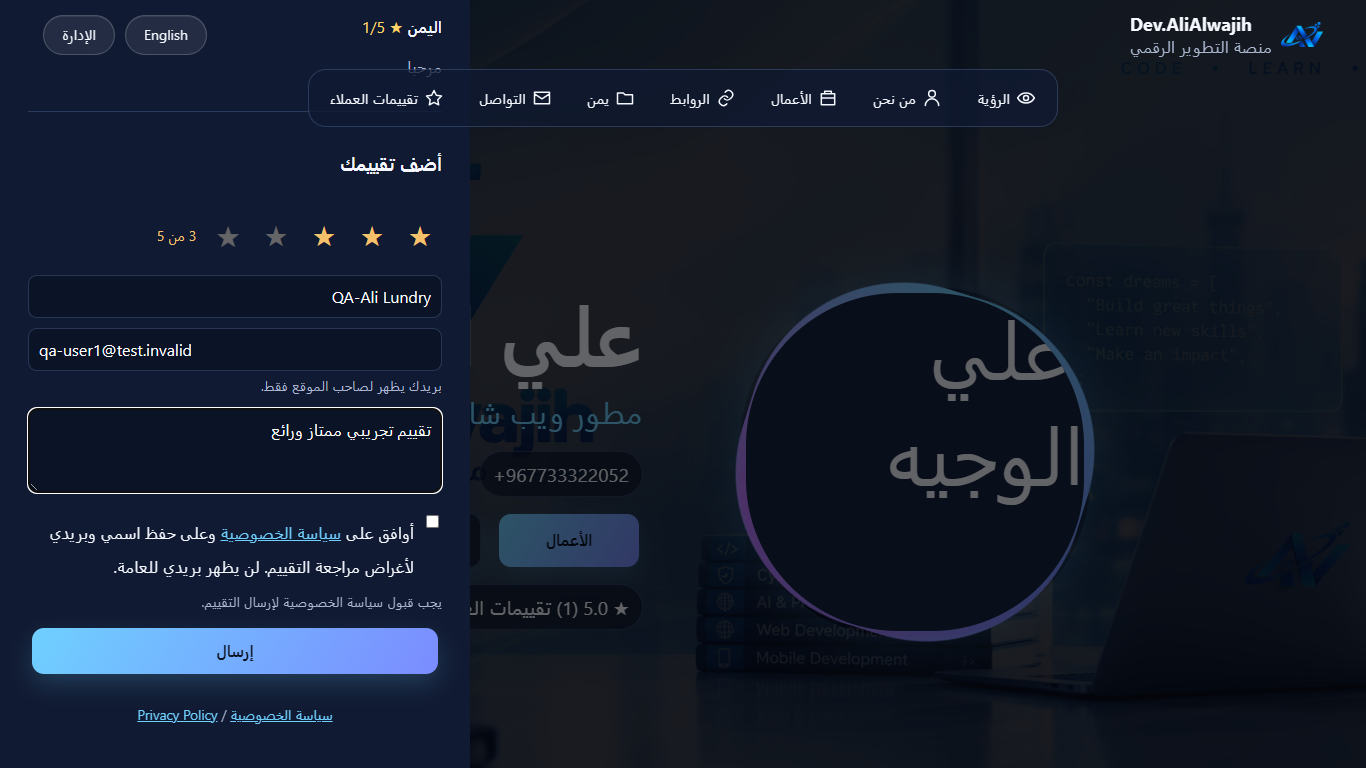 Dev.AliAlwajih
منصة التطوير الرقمي
English
الإدارة
CODE • LEARN •
الرؤية
من نحن
الأعمال
الروابط
يمن
التواصل
تقييمات العملاء
اليمن ★ 1/5
مرحبا
أضف تقييمك
★ ★ ★ ★ ★ 3 من 5
QA-Ali Lundry
qa-user1@test.invalid
بريدك يظهر لصاحب الموقع فقط.
تقييم تجريبي ممتاز ورائع
أوافق على سياسة الخصوصية وعلى حفظ اسمي وبريدي
لأغراض مراجعة التقييم. لن يظهر بريدي للعامة.
يجب قبول سياسة الخصوصية لإرسال التقييم.
إرسال
سياسة الخصوصية / Privacy Policy
const dreams = [
"Build great things",
"Learn new skills",
"Make an impact"
علي
الوجيه
علي
مطور ويب
+967733322052
الأعمال
★ 5.0 (1) تقييمات
</>
AI &
Web Development
Mobile Development